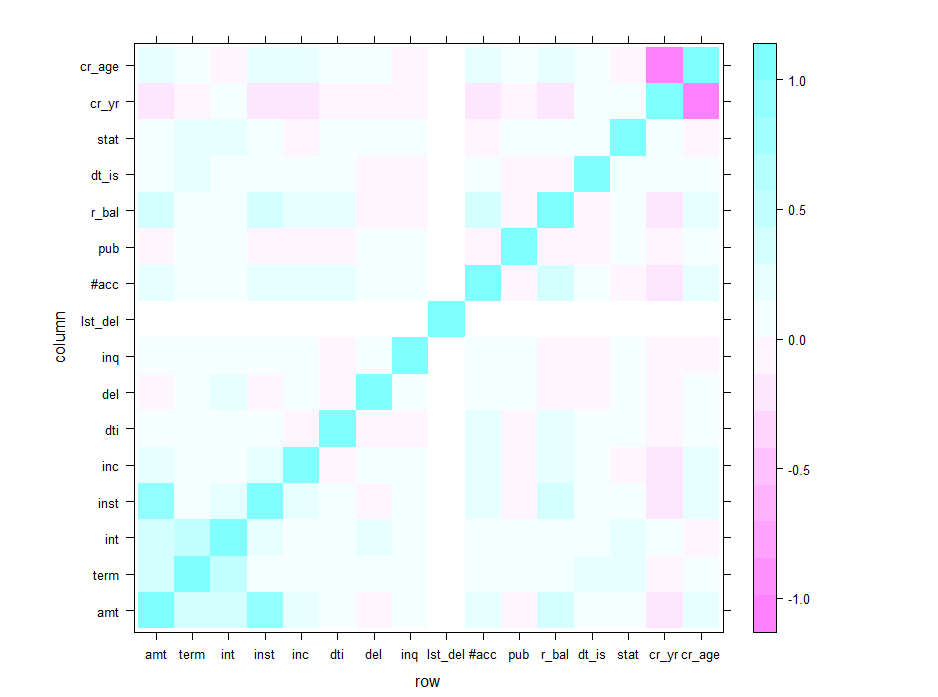 cr_age
cr_yr
stat
dt_is
r_bal
pub
#acc
lst_del
inq
del
dti
inc
inst
int
term
amt
column
amt term int inst inc dti del inq lst_del #acc pub r_bal dt_is stat cr_yr cr_age
row
1.0
0.5
0.0
-0.5
-1.0